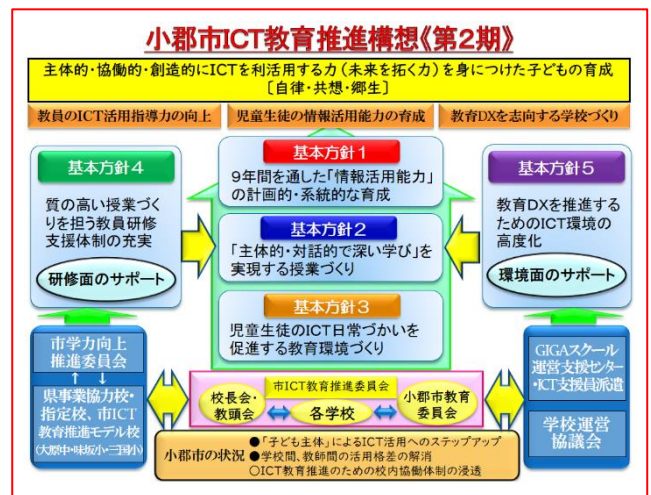 小郡市ICT教育推進構想《第2期》
主体的・協働的・創造的にICTを利活用する力(未来を拓く力)を身につけた子どもの育成
〔自律・共想・郷生〕
教員のICT活用指導力の向上
児童生徒の情報活用能力の育成
教育DXを志向する学校づくり
基本方針4
質の高い授業づく
りを担う教員研修
支援体制の充実
研修面のサポート
基本方針1
9年間を通した「情報活用能力」
の計画的・系統的な育成
基本方針2
「主体的・対話的で深い学び」を
実現する授業づくり
基本方針3
児童生徒のICT日常づかいを
促進する教育環境づくり
基本方針5
教育DXを推進する
ためのICT環境の
高度化
環境面のサポート
市学力向上
推進委員会
↑ ↓
県事業協力校・
指定校、市ICT
教育推進モデル校
(大原中・味坂小・三国小)
市ICT教育推進委員会
校長会・
教頭会
各学校
小郡市教育
委員会
GIGAスクール
運営支援センター
・ICT支援員派遣
学校運営
協議会
小郡市の状況
●「子ども主体」によるICT活用へのステップアップ
●学校間、教師間の活用格差の解消
○ICT教育推進のための校内協働体制の浸透